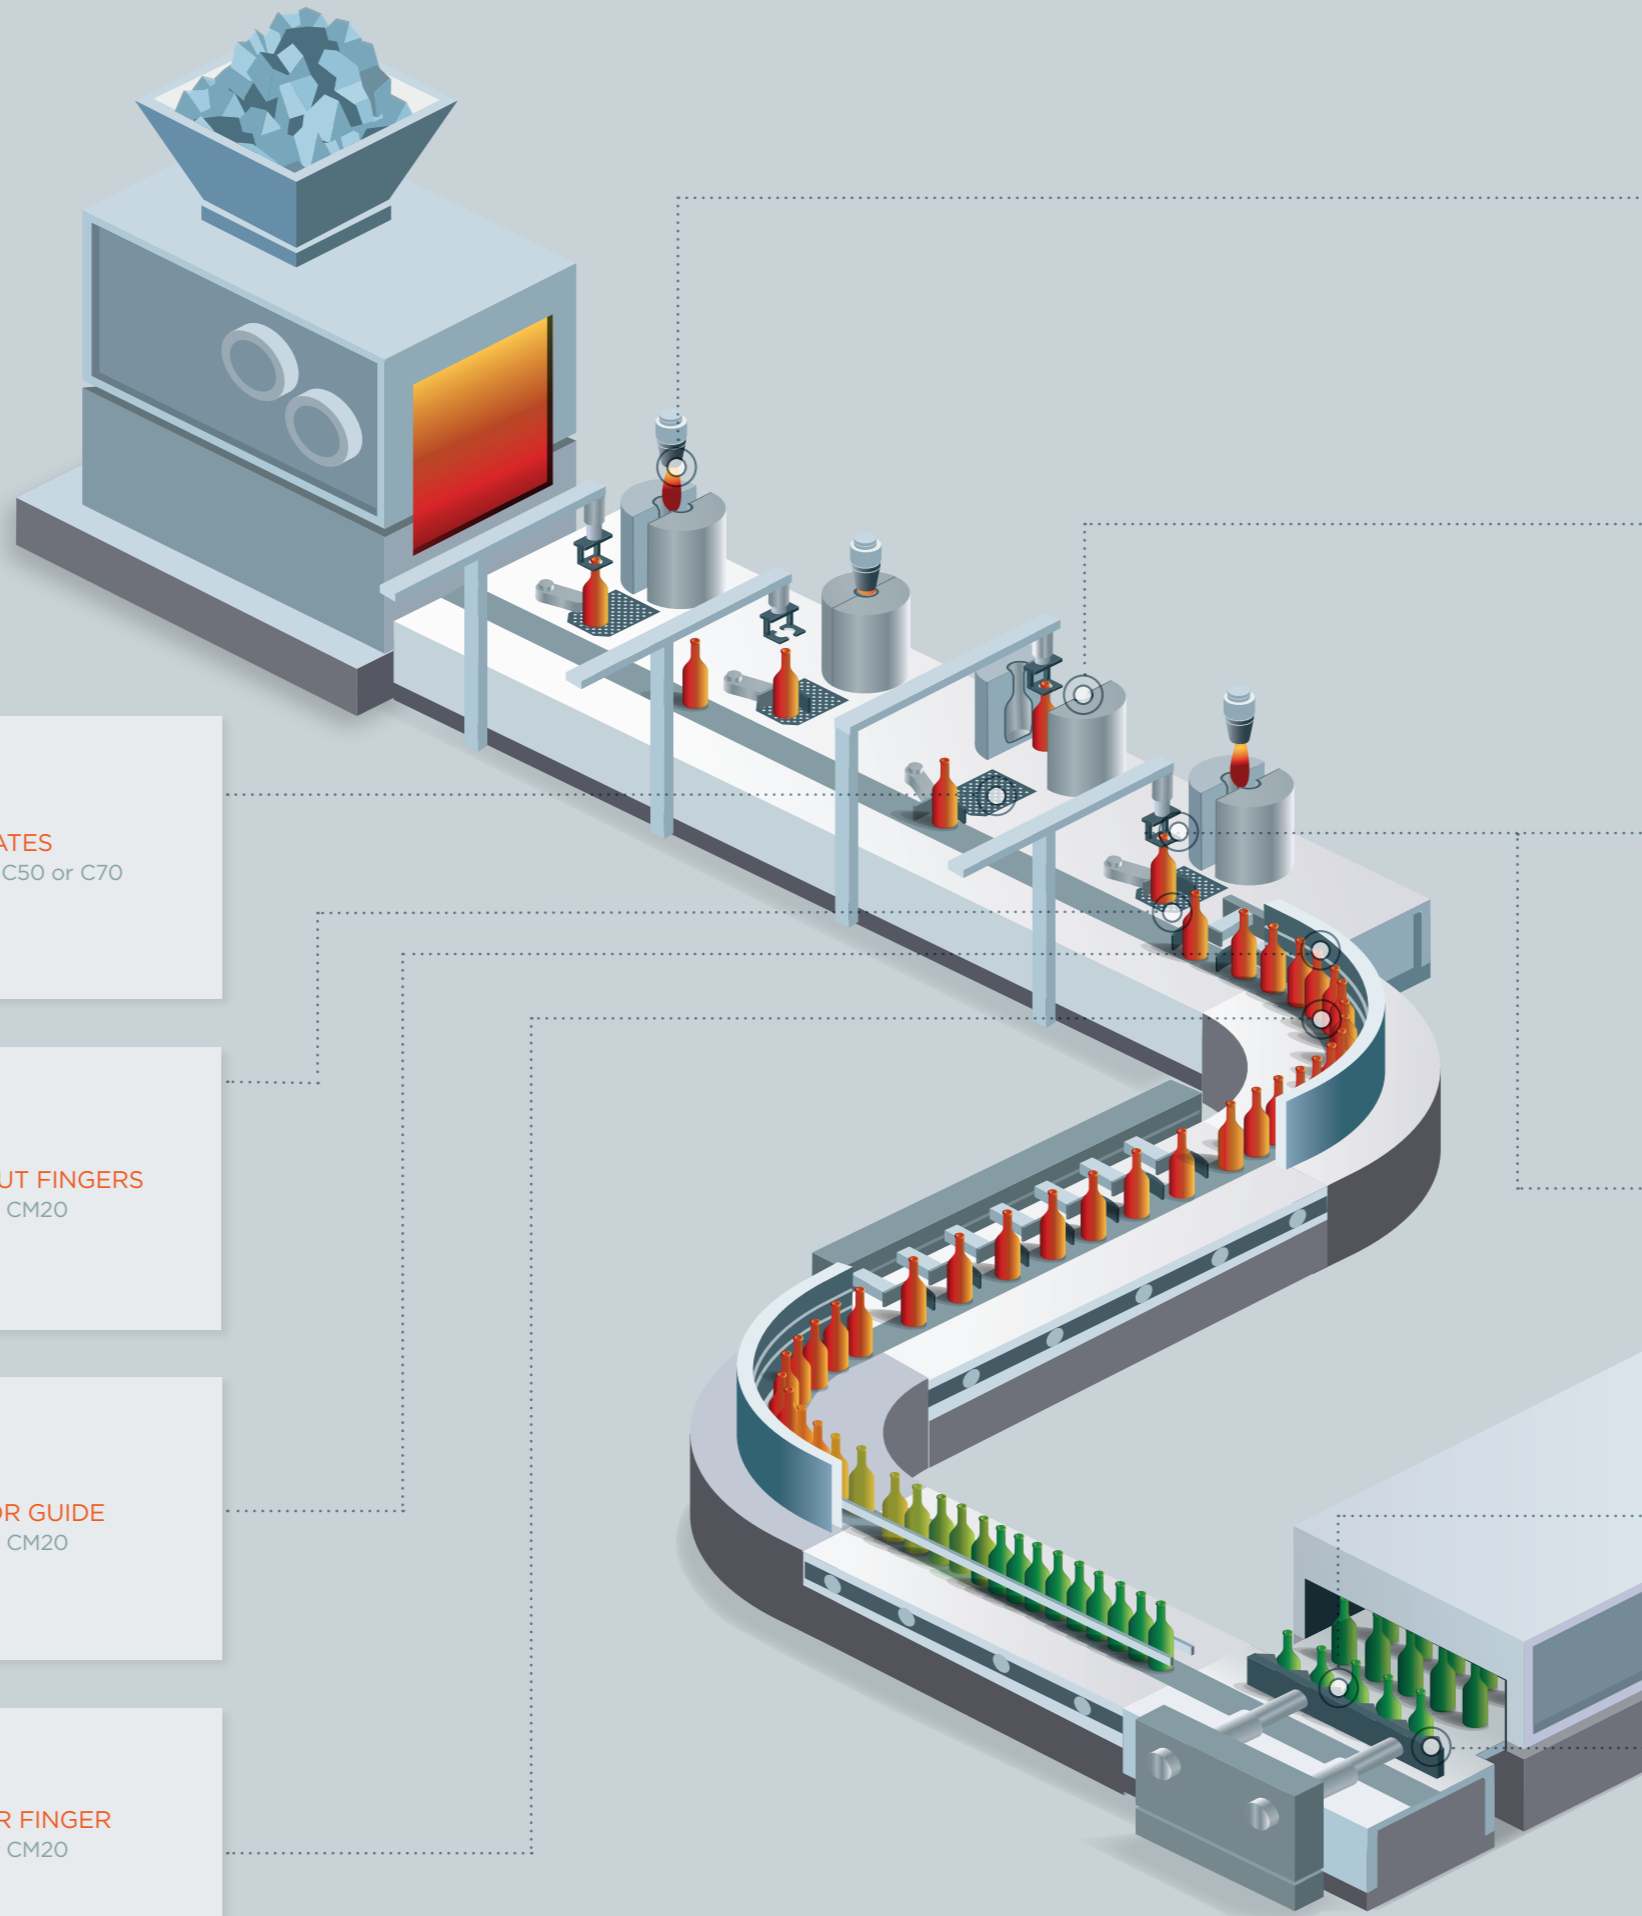 ATES
C50 or C70
UT FINGERS
CM20
OR GUIDE
CM20
R FINGER
CM20